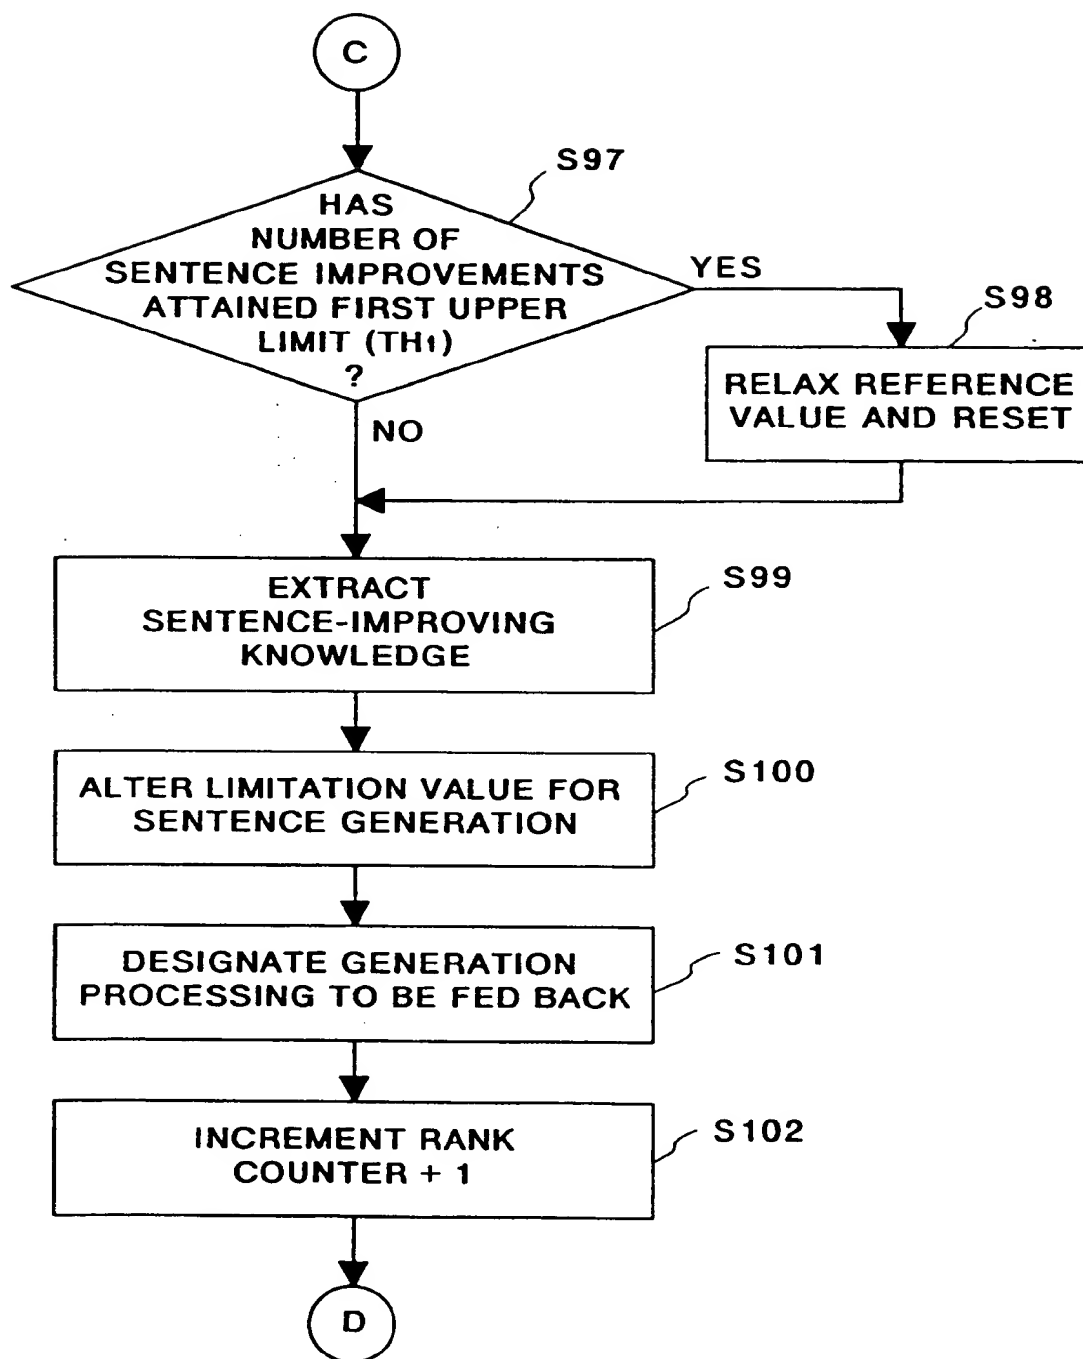 C
S97
HAS
NUMBER OF
SENTENCE IMPROVEMENTS
ATTAINED FIRST UPPER
LIMIT (TH1)
?
YES
S98
RELAX REFERENCE
VALUE AND RESET
NO
S99
EXTRACT
SENTENCE-IMPROVING
KNOWLEDGE
S100
ALTER LIMITATION VALUE FOR
SENTENCE GENERATION
S101
DESIGNATE GENERATION
PROCESSING TO BE FED BACK
S102
INCREMENT RANK
COUNTER + 1
D